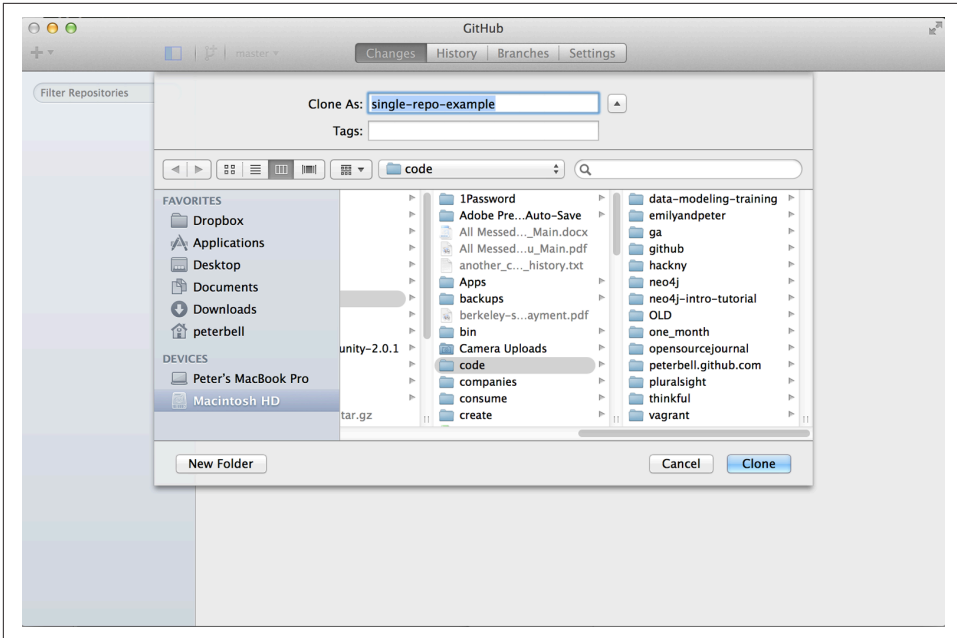 GitHub
master
Changes
History
Branches
Settings
Filter Repositories
Clone As: single-repo-example
Tags:
code
FAVORITES
Dropbox
Applications
Desktop
Documents
Downloads
peterbell
DEVICES
Peter's MacBook Pro
Macintosh HD
unity-2.0.1
tar.gz
1Password
Adobe Pre...Auto-Save
All Messed..._Main.docx
All Messed...u_Main.pdf
another_c..._history.txt
Apps
backups
berkeley-s...ayment.pdf
bin
Camera Uploads
code
companies
consume
create
data-modeling-training
emilyandpeter
ga
github
hackny
neo4j
neo4j-intro-tutorial
OLD
one_month
opensourcejournal
peterbell.github.com
pluralsight
thinkful
vagrant
New Folder
Cancel
Clone